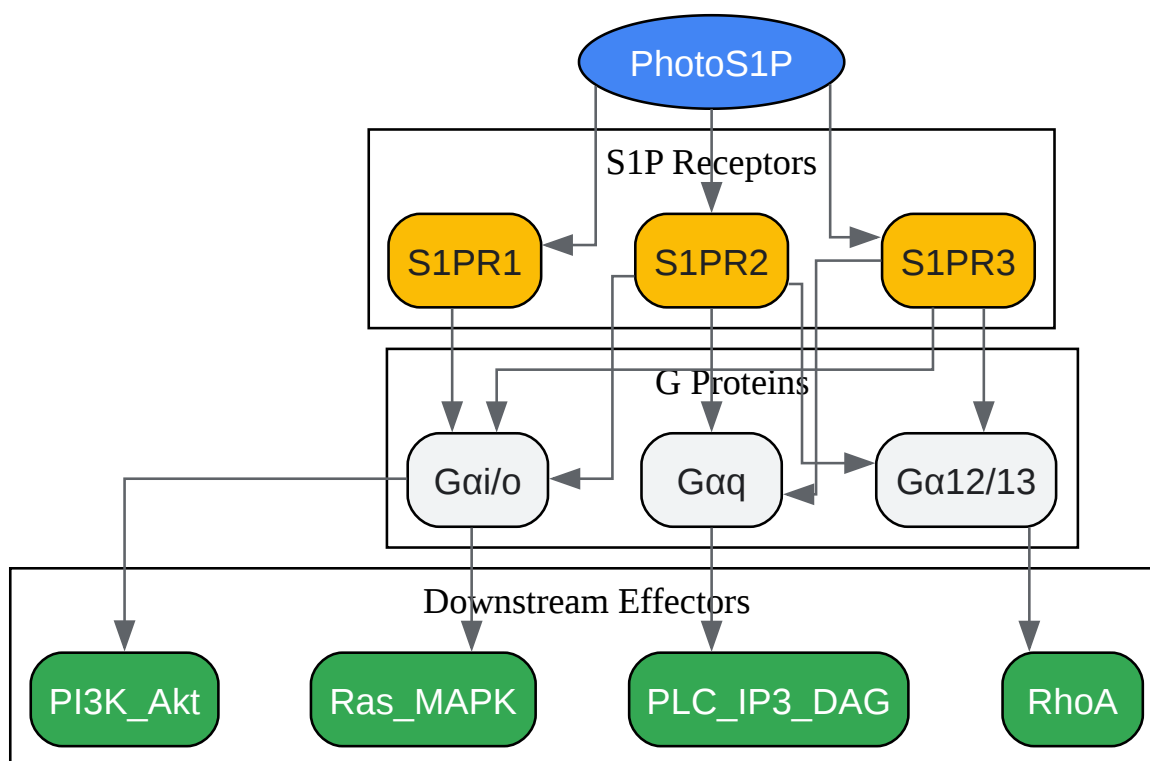 PhotoS1P
S1P Receptors
S1PR1
S1PR2
S1PR3
G Proteins
Gαi/o
Gαq
Gα12/13
Downstream Effectors
PI3K_Akt
Ras_MAPK
PLC_IP3_DAG
RhoA